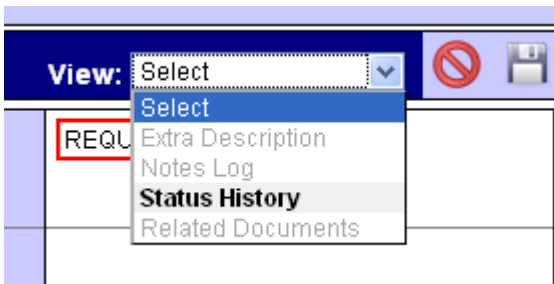 View: Select
Select
REQU Extra Description
Notes Log
Status History
Related Documents